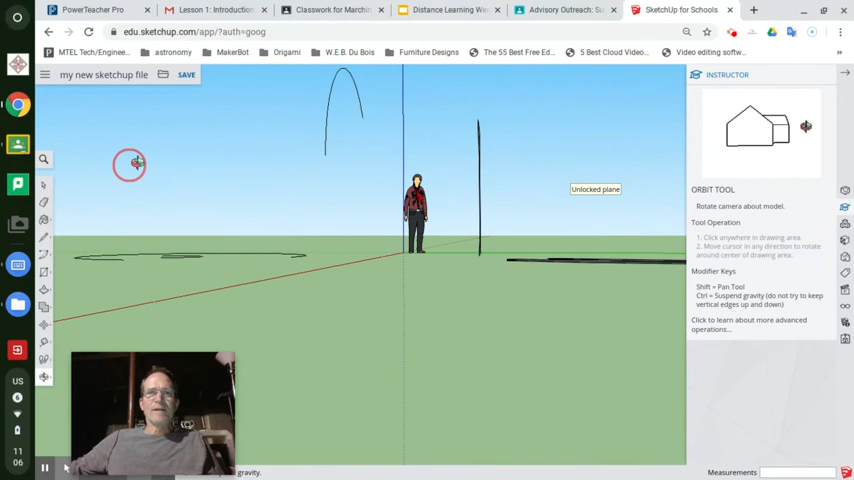 PowerTeacher Pro
Lesson 1: Introduction
Classwork for Marchin
Distance Learning Wee
Advisory Outreach: Su
SketchUp for Schools
edu.sketchup.com/app/?auth=goog
MTEL Tech/Enginee...
astronomy
MakerBot
Origami
W.E.B. Du Bois
Furniture Designs
The 55 Best Free Ed...
5 Best Cloud Video...
Video editing softw...
my new sketchup file
SAVE
INSTRUCTOR
Unlocked plane
ORBIT TOOL
Rotate camera about model.
Tool Operation
1. Click anywhere in drawing area.
2. Move cursor in any direction to rotate
around center of drawing area.
Modifier Keys
Shift = Pan Tool
Ctrl = Suspend gravity (do not try to keep
vertical edges up and down)
Click to learn about more advanced
operations...
US
6
11
06
gravity.
Measurements